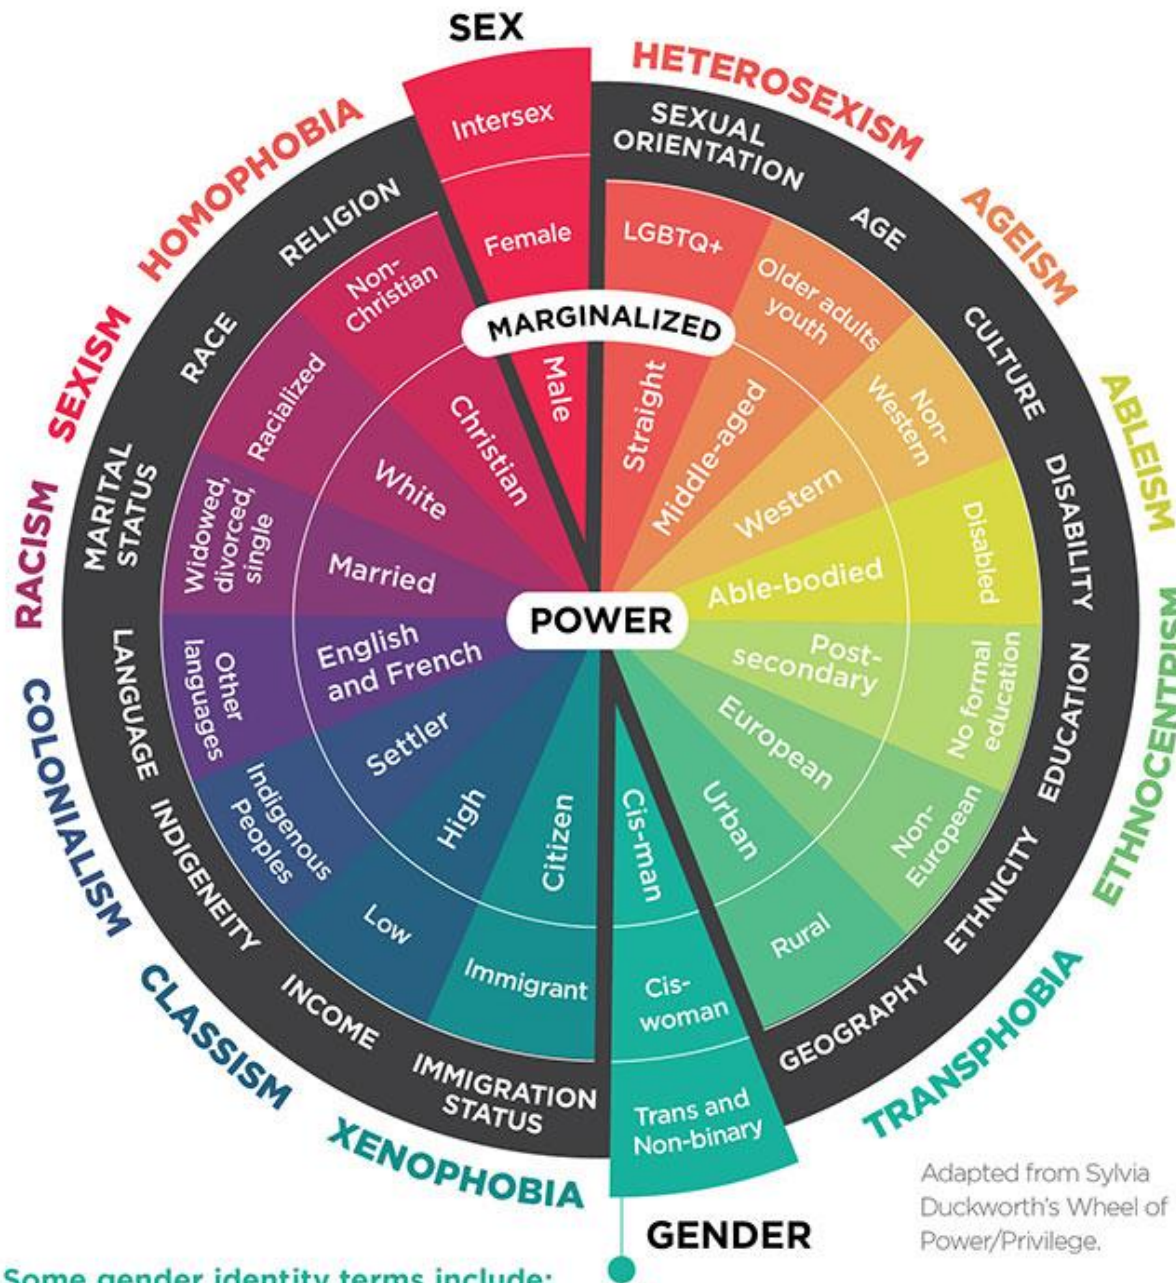 SEX
Intersex
Female
Male
HETEROSEXISM
SEXUAL
ORIENTATION
LGBTQ+
Straight
AGEISM
AGE
Older adults
youth
Middle-aged
CULTURE
Non-
Western
Western
ABLEISM
DISABILITY
Disabled
Able-bodied
EDUCATION
No formal
education
Post-
secondary
ETHNOCENTRISM
ETHNICITY
Non-
European
European
TRANSPHOBIA
GEOGRAPHY
Rural
Urban
Cis-man
Cis-
woman
Trans and
Non-binary
GENDER
XENOPHOBIA
IMMIGRATION
STATUS
Immigrant
Citizen
CLASSISM
INCOME
Low
High
COLONIALISM
INDIGENEITY
Indigenous
Peoples
Settler
LANGUAGE
Other
languages
English
and French
RACISM
MARITAL
STATUS
Widowed,
divorced,
single
Married
SEXISM
RACE
Racialized
White
HOMOPHOBIA
RELIGION
Non-
Christian
Christian
MARGINALIZED
POWER
Adapted from Sylvia
Duckworth's Wheel of
Power/Privilege.
Some gender identity terms include: